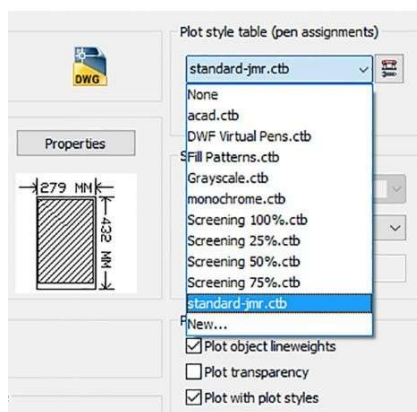 Plot style table (pen assignments)
standard-jmr.ctb
DWG
None
acad.ctb
DWF Virtual Pens.ctb
Properties
Fill Patterns.ctb
Grayscale.ctb
279 MM
monochrome.ctb
Screening 100%.ctb
432 MM
Screening 25%.ctb
Screening 50%.ctb
Screening 75%.ctb
standard-jmr.ctb
New...
Plot object lineweights
Plot transparency
Plot with plot styles